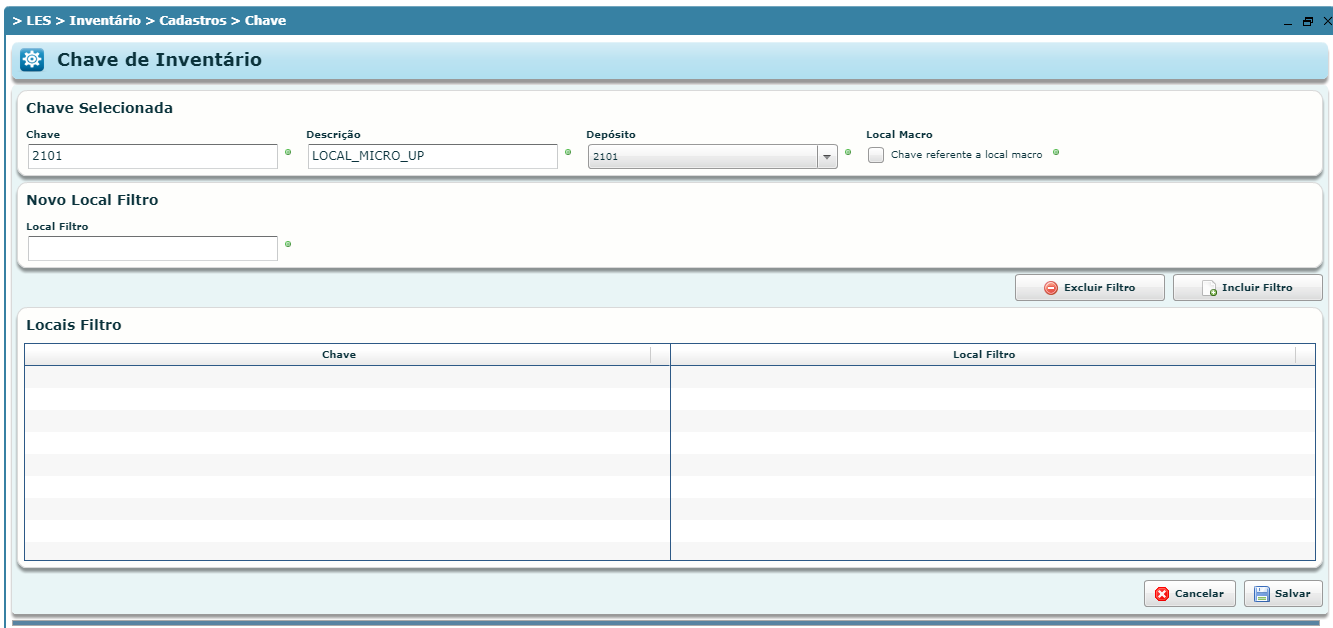 > LES > Inventário > Cadastros > Chave
Chave de Inventário
Chave Selecionada
Chave Descrição Depósito Local Macro
2101 LOCAL_MICRO_UP 2101 Chave referente a local macro
Novo Local Filtro
Local Filtro
Excluir Filtro Incluir Filtro
Locais Filtro
Chave Local Filtro
Cancelar Salvar